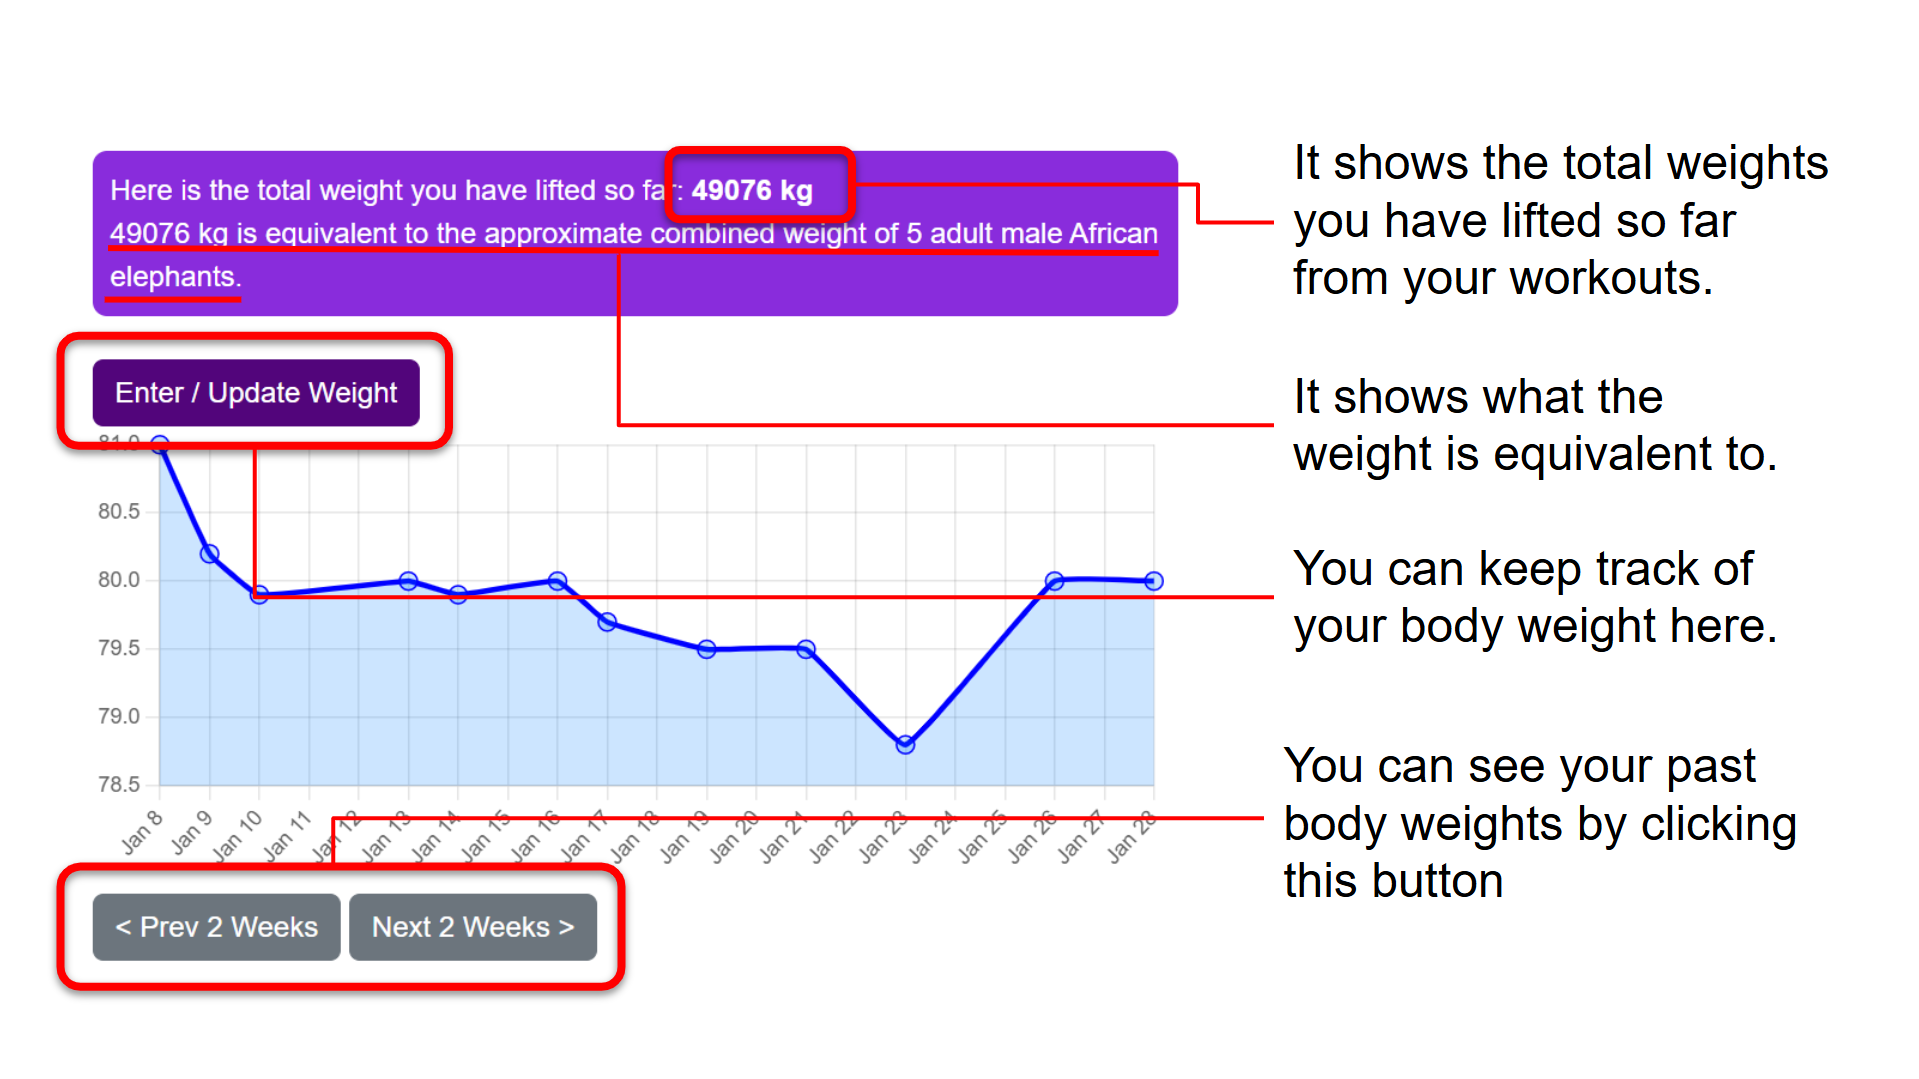 Here is the total weight you have lifted so far: 49076 kg
49076 kg is equivalent to the approximate combined weight of 5 adult male African
elephants.
It shows the total weights
you have lifted so far
from your workouts.
Enter / Update Weight
It shows what the
weight is equivalent to.
81.0
80.5
80.0
79.5
79.0
78.5
You can keep track of
your body weight here.
Jan 8
Jan 9
Jan 10
Jan 11
Jan 12
Jan 13
Jan 14
Jan 15
Jan 16
Jan 17
Jan 18
Jan 19
Jan 20
Jan 21
Jan 22
Jan 23
Jan 24
Jan 25
Jan 26
Jan 27
Jan 28
You can see your past
body weights by clicking
this button
< Prev 2 Weeks
Next 2 Weeks >